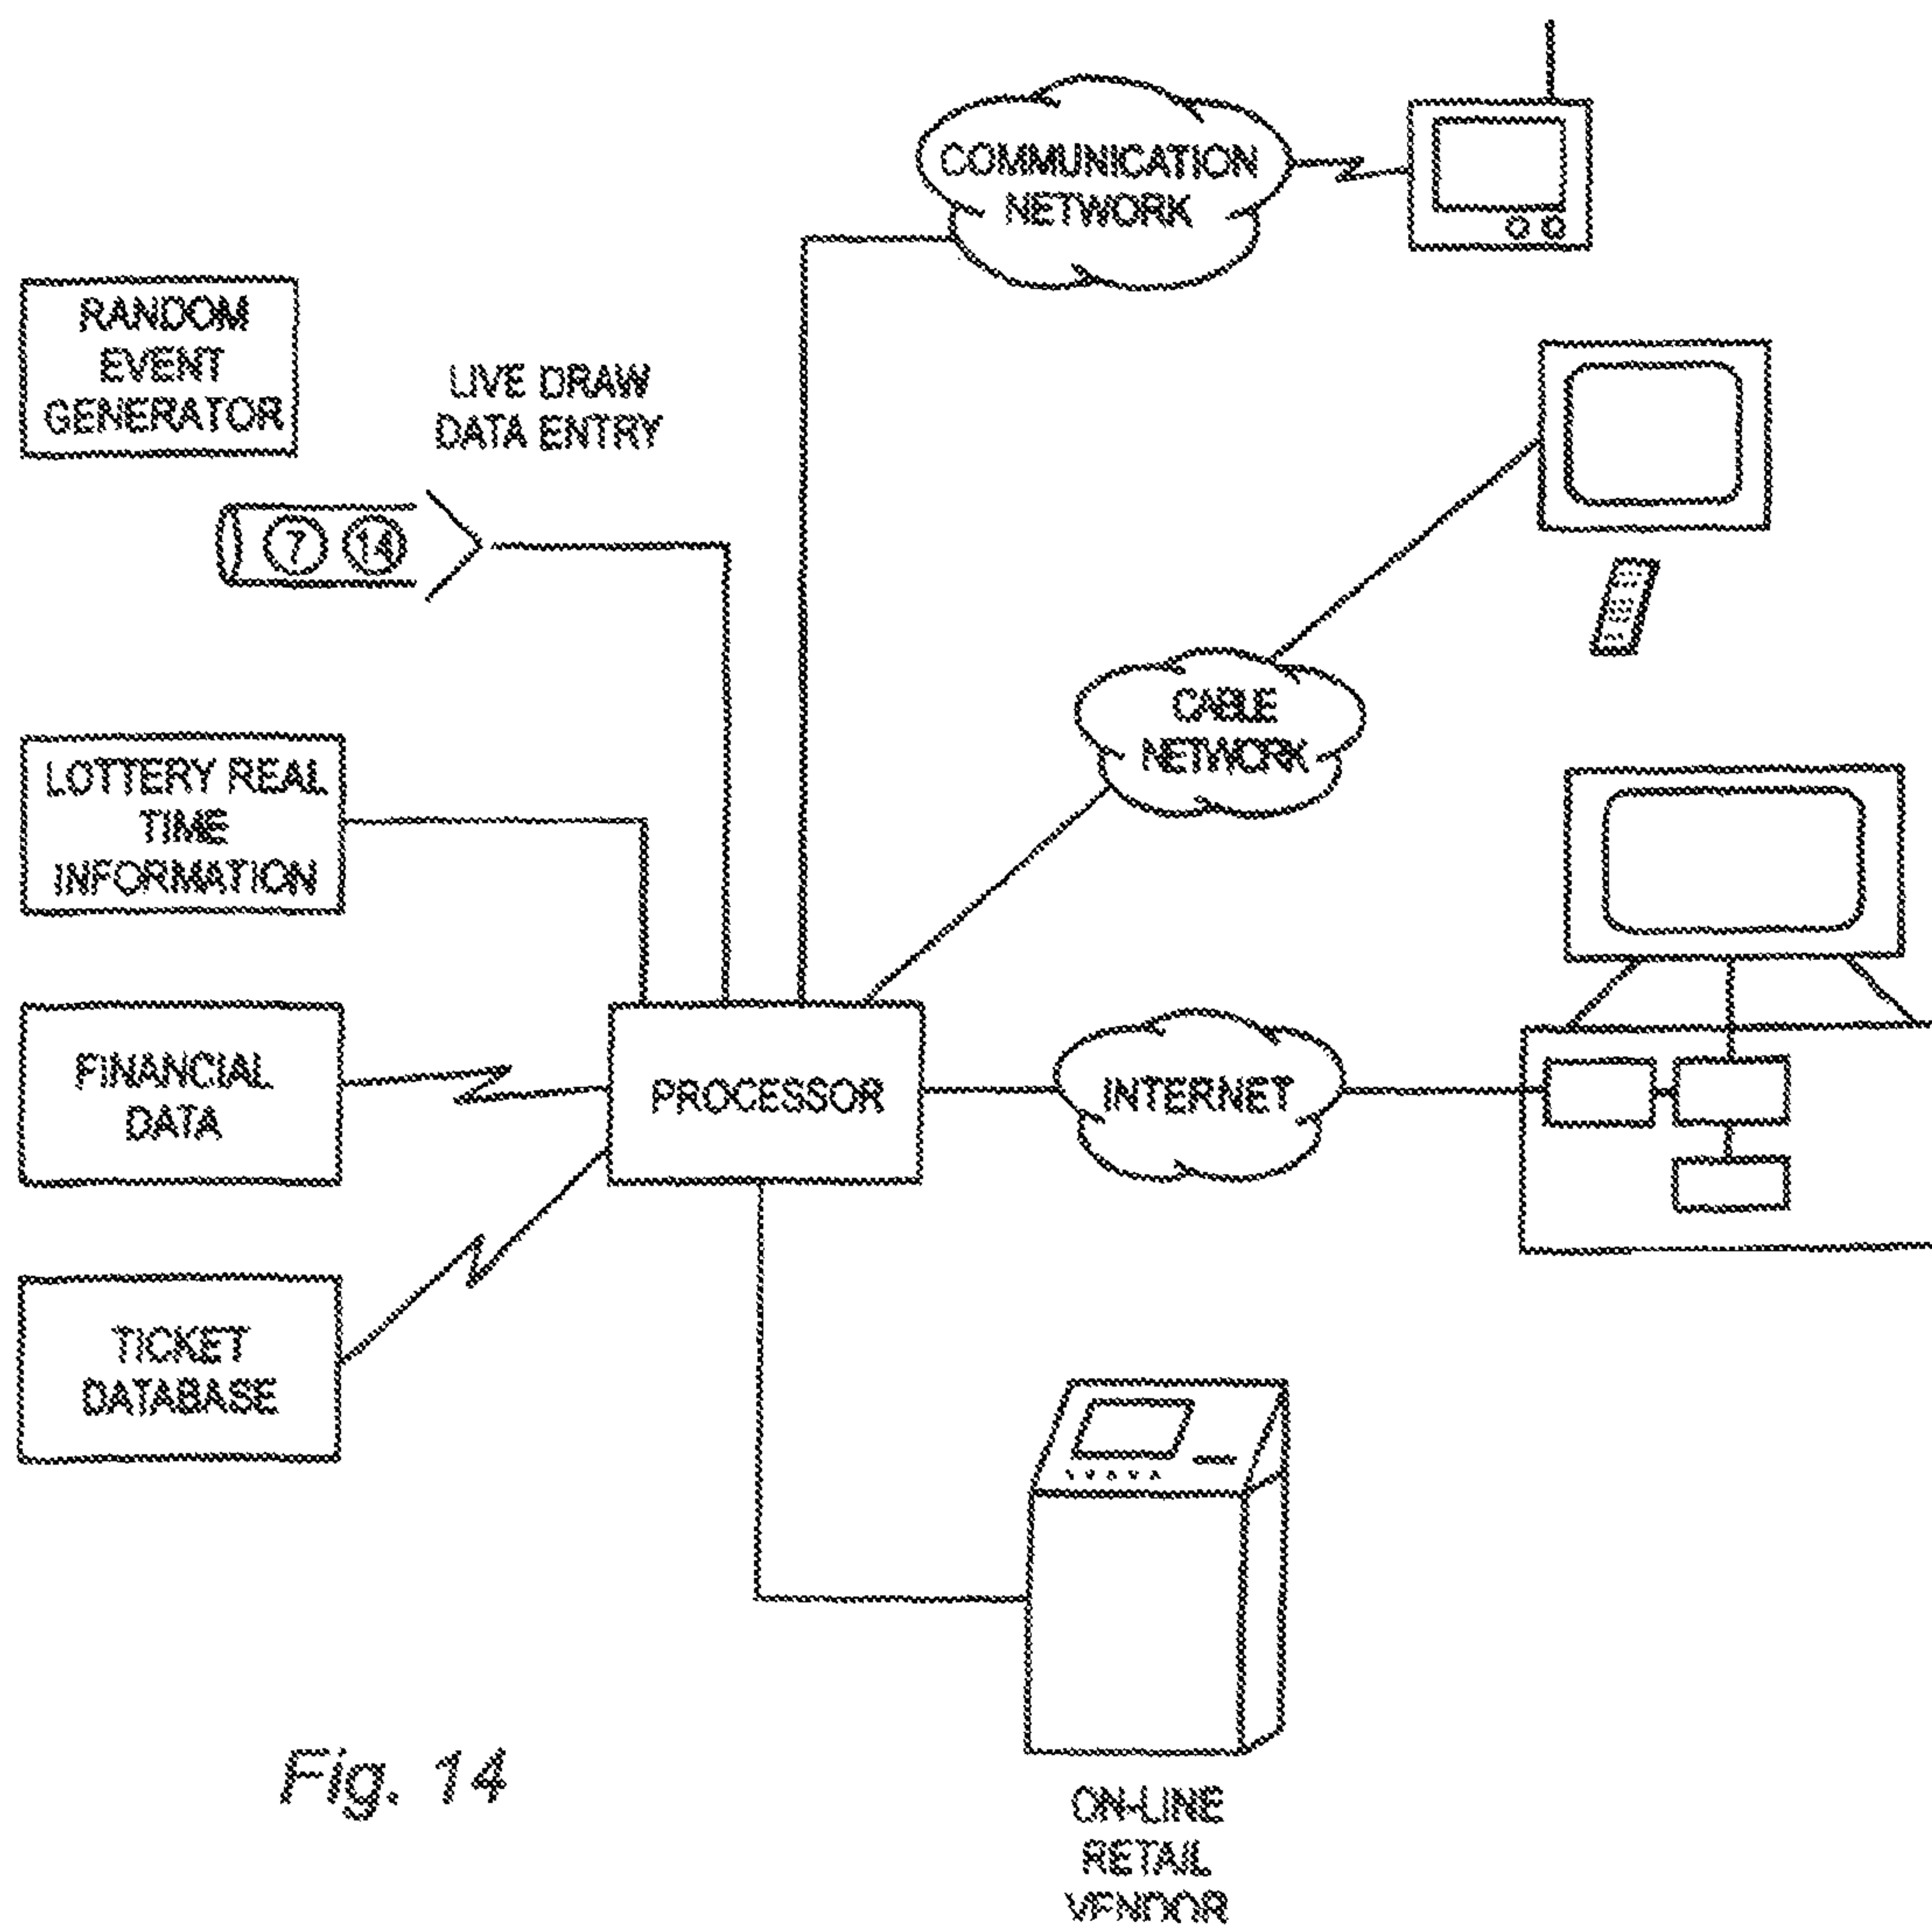 COMMUNICATION
NETWORK
RANDOM
EVENT
GENERATOR
LIVE DRAW
DATA ENTRY
7 14
CABLE
NETWORK
LOTTERY REAL
TIME
INFORMATION
FINANCIAL
DATA
PROCESSOR
INTERNET
TICKET
DATABASE
Fig. 14
ON-LINE
RETAIL
VENDOR